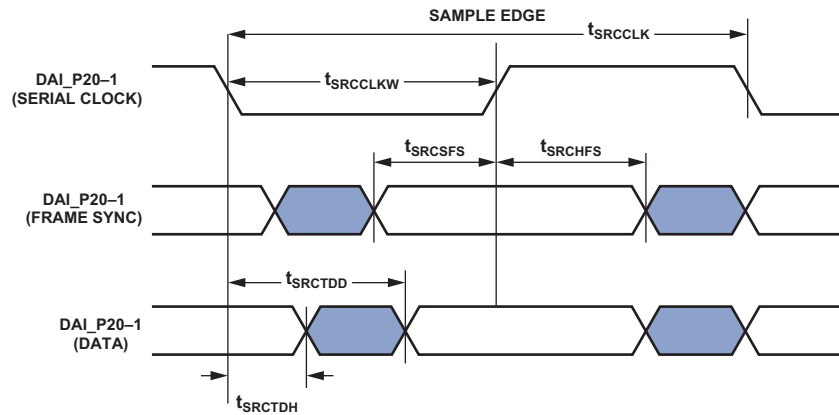 SAMPLE EDGE
tSRCCLK
DAI_P20–1
(SERIAL CLOCK)
tSRCCLKW
tSRCSFS
tSRCHFS
DAI_P20–1
(FRAME SYNC)
tSRCTDD
DAI_P20–1
(DATA)
tSRCTDH